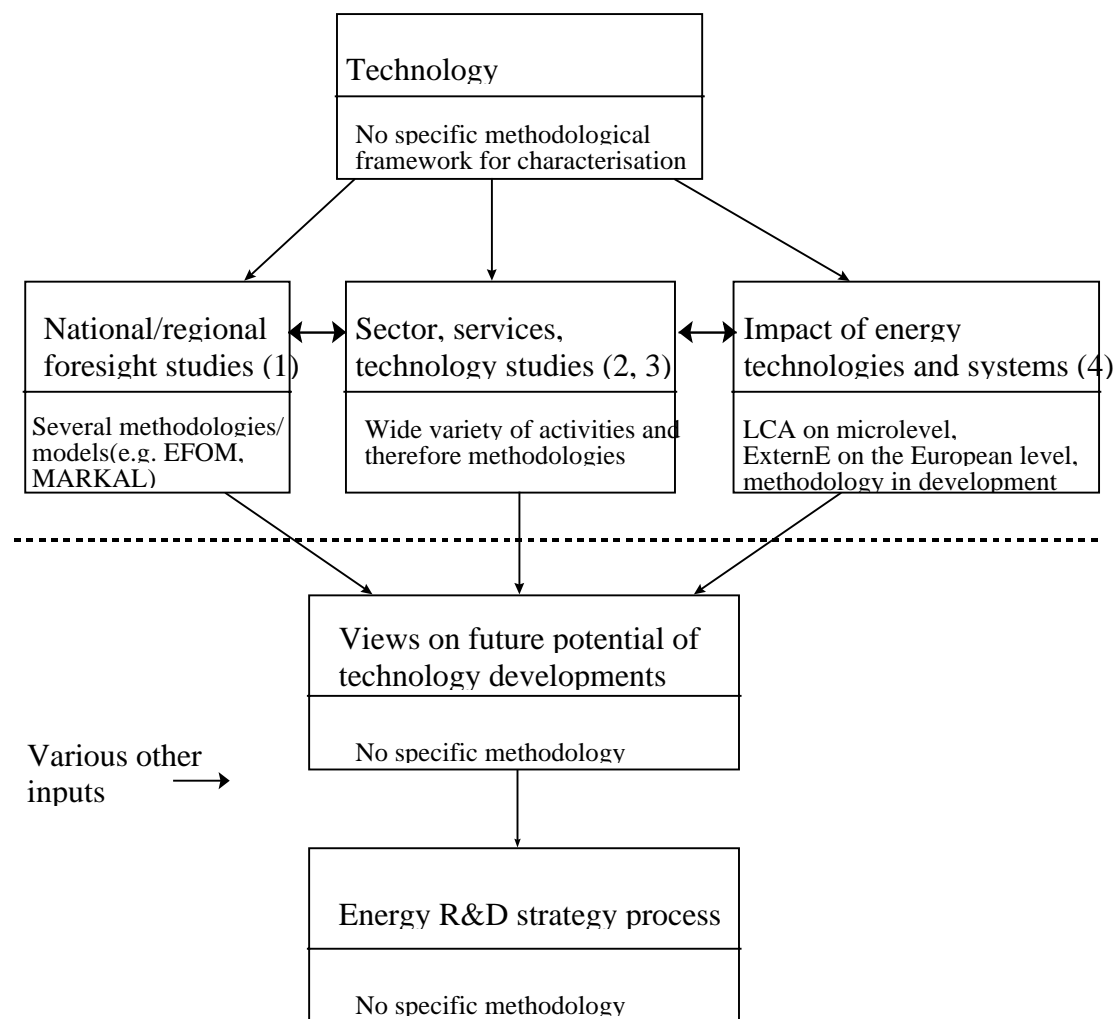 Technology
No specific methodological
framework for characterisation
National/regional
foresight studies (1)
Several methodologies/
models(e.g. EFOM,
MARKAL)
Sector, services,
technology studies (2, 3)
Wide variety of activities and
therefore methodologies
Impact of energy
technologies and systems (4)
LCA on microlevel,
ExternE on the European level,
methodology in development
Views on future potential of
technology developments
No specific methodology
Various other
inputs
Energy R&D strategy process
No specific methodology